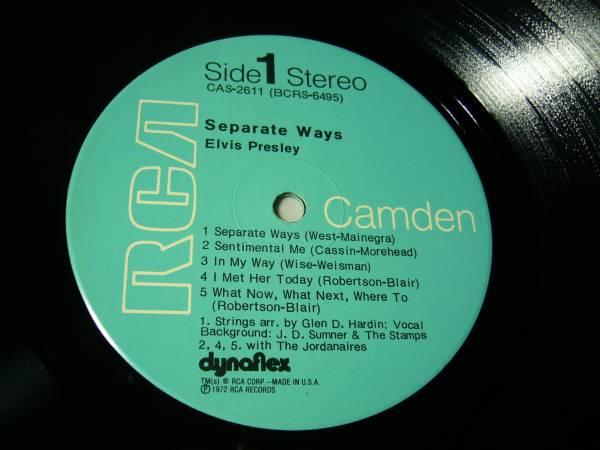 Side 1 Stereo
CAS-2611 (BCRS-6495)
Separate Ways
Elvis Presley
RCA
Camden
1 Separate Ways (West-Mainegra)
2 Sentimental Me (Cassin-Morehead)
3 In My Way (Wise-Weisman)
4 I Met Her Today (Robertson-Blair)
5 What Now, What Next, Where To
(Robertson-Blair)
1. Strings arr. by Glen D. Hardin; Vocal
Background: J. D. Sumner & The Stamps
2, 4, 5. with The Jordanaires
dynaflex
TM(s) ® RCA CORP.–MADE IN U.S.A.
℗ 1972 RCA RECORDS